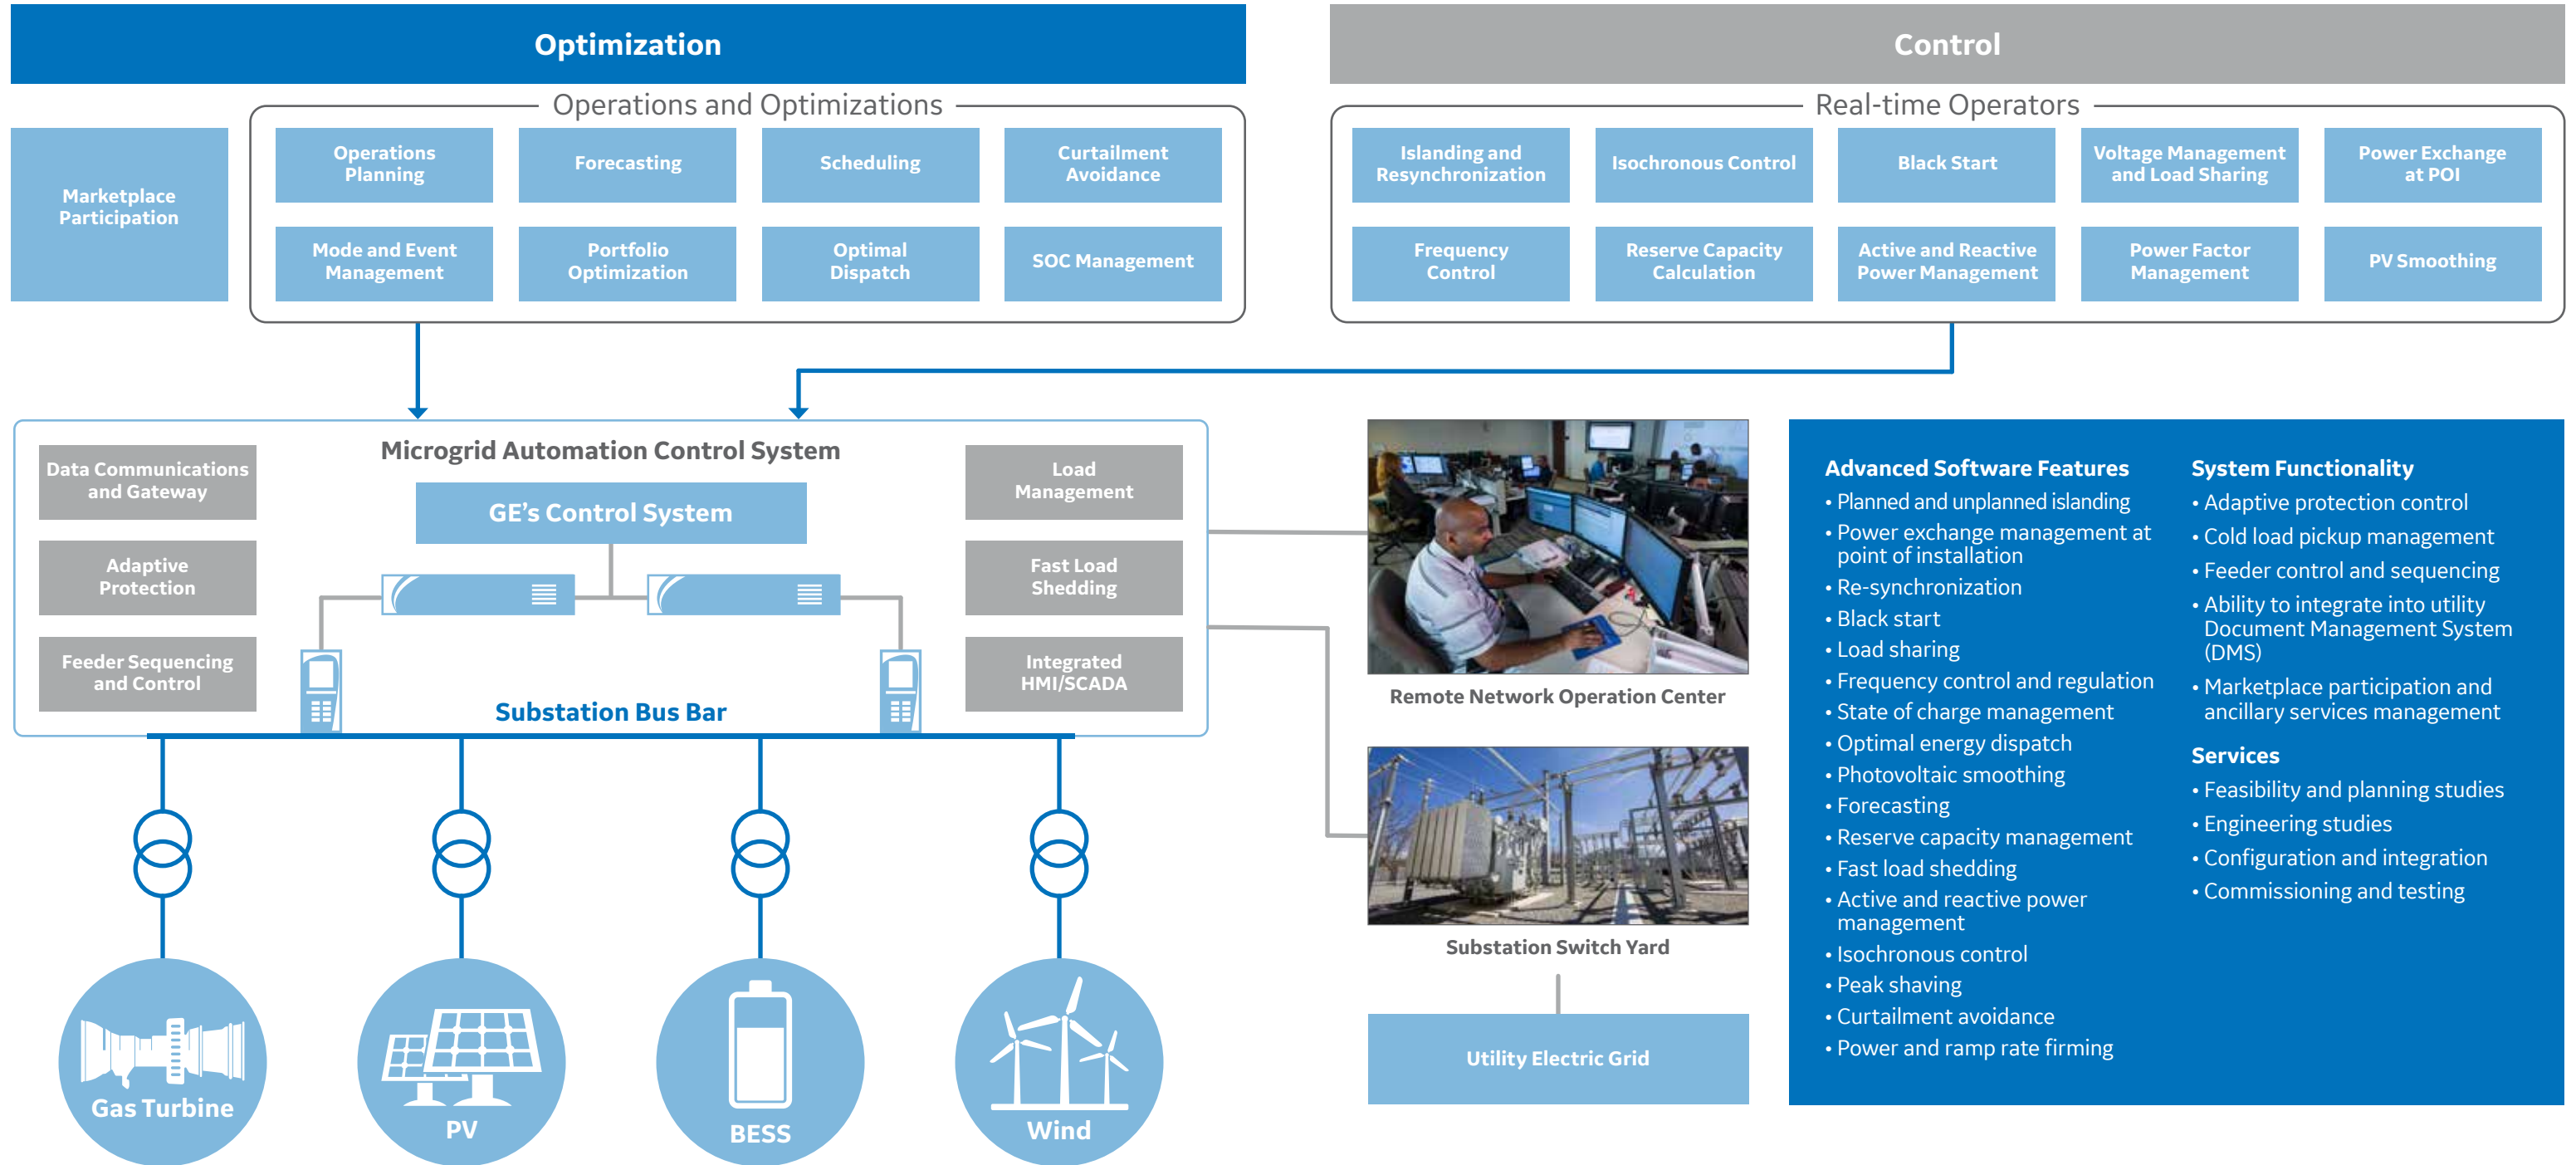 Optimization
Control
Operations and Optimizations
Real-time Operators
Marketplace
Participation
Operations
Planning
Forecasting
Scheduling
Curtailment
Avoidance
Mode and Event
Management
Portfolio
Optimization
Optimal
Dispatch
SOC Management
Islanding and
Resynchronization
Isochronous Control
Black Start
Voltage Management
and Load Sharing
Power Exchange
at POI
Frequency
Control
Reserve Capacity
Calculation
Active and Reactive
Power Management
Power Factor
Management
PV Smoothing
Microgrid Automation Control System
Data Communications
and Gateway
Adaptive
Protection
Feeder Sequencing
and Control
GE's Control System
Load
Management
Fast Load
Shedding
Integrated
HMI/SCADA
Substation Bus Bar
Gas Turbine
PV
BESS
Wind
Remote Network Operation Center
Substation Switch Yard
Utility Electric Grid
Advanced Software Features
• Planned and unplanned islanding
• Power exchange management at
point of installation
• Re-synchronization
• Black start
• Load sharing
• Frequency control and regulation
• State of charge management
• Optimal energy dispatch
• Photovoltaic smoothing
• Forecasting
• Reserve capacity management
• Fast load shedding
• Active and reactive power
management
• Isochronous control
• Peak shaving
• Curtailment avoidance
• Power and ramp rate firming
System Functionality
• Adaptive protection control
• Cold load pickup management
• Feeder control and sequencing
• Ability to integrate into utility
Document Management System
(DMS)
• Marketplace participation and
ancillary services management
Services
• Feasibility and planning studies
• Engineering studies
• Configuration and integration
• Commissioning and testing